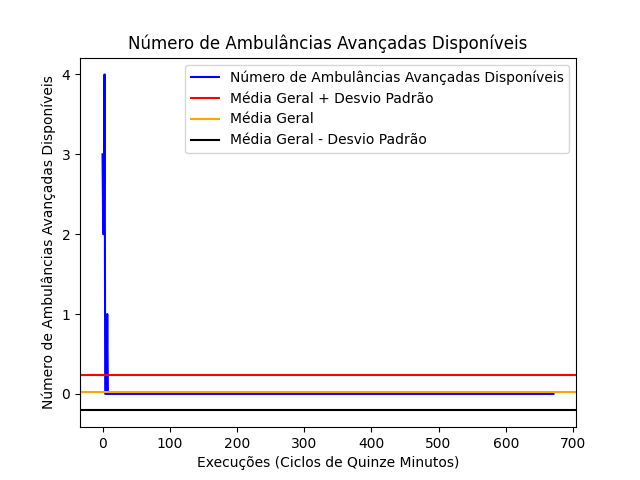 Número de Ambulâncias Avançadas Disponíveis
Número de Ambulâncias Avançadas Disponíveis
Média Geral + Desvio Padrão
Média Geral
Média Geral - Desvio Padrão
Número de Ambulâncias Avançadas Disponíveis
4
3
2
1
0
0 100 200 300 400 500 600 700
Execuções (Ciclos de Quinze Minutos)